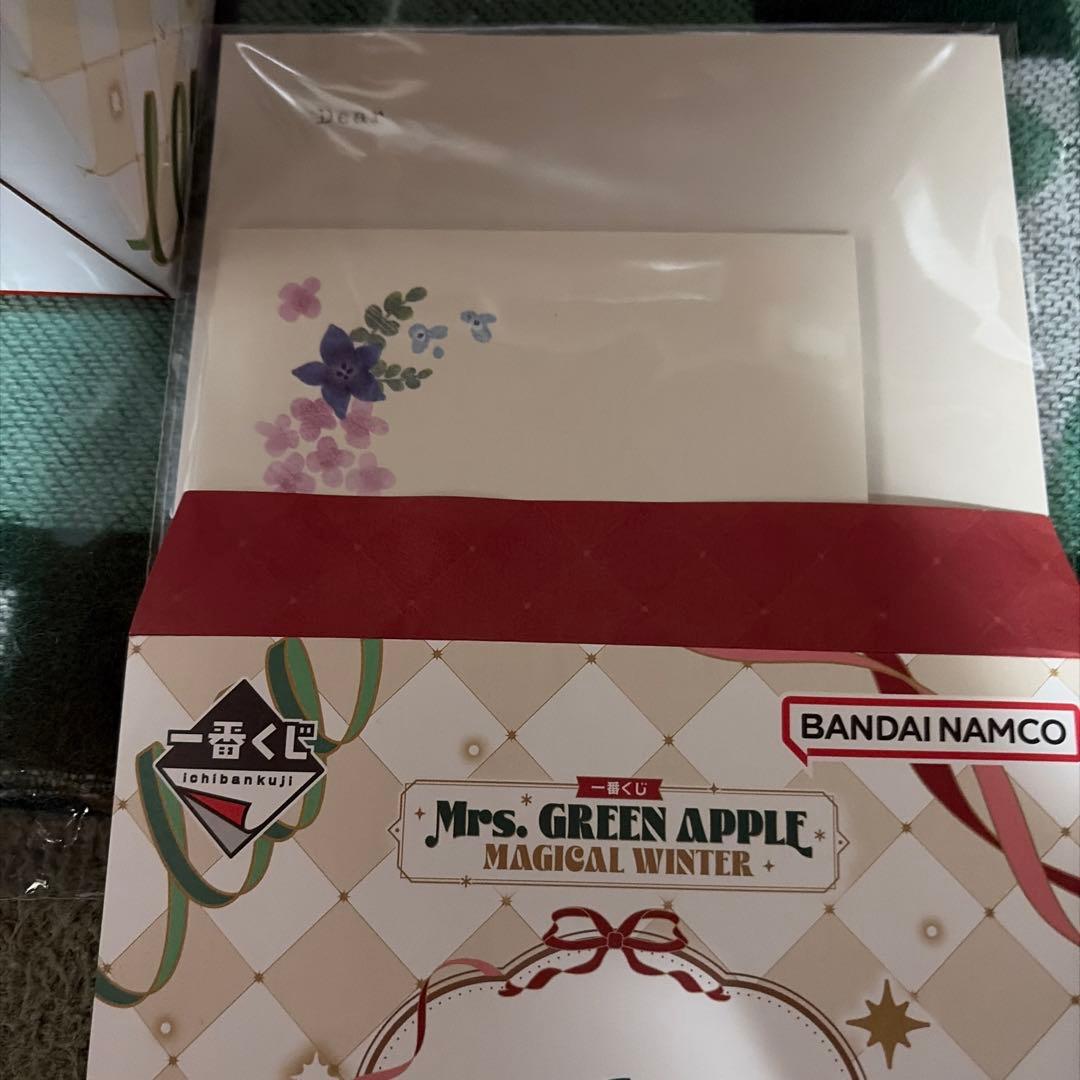 Dear
一番くじ
ichibankuji
BANDAI NAMCO
一番くじ
Mrs. GREEN APPLE
MAGICAL WINTER